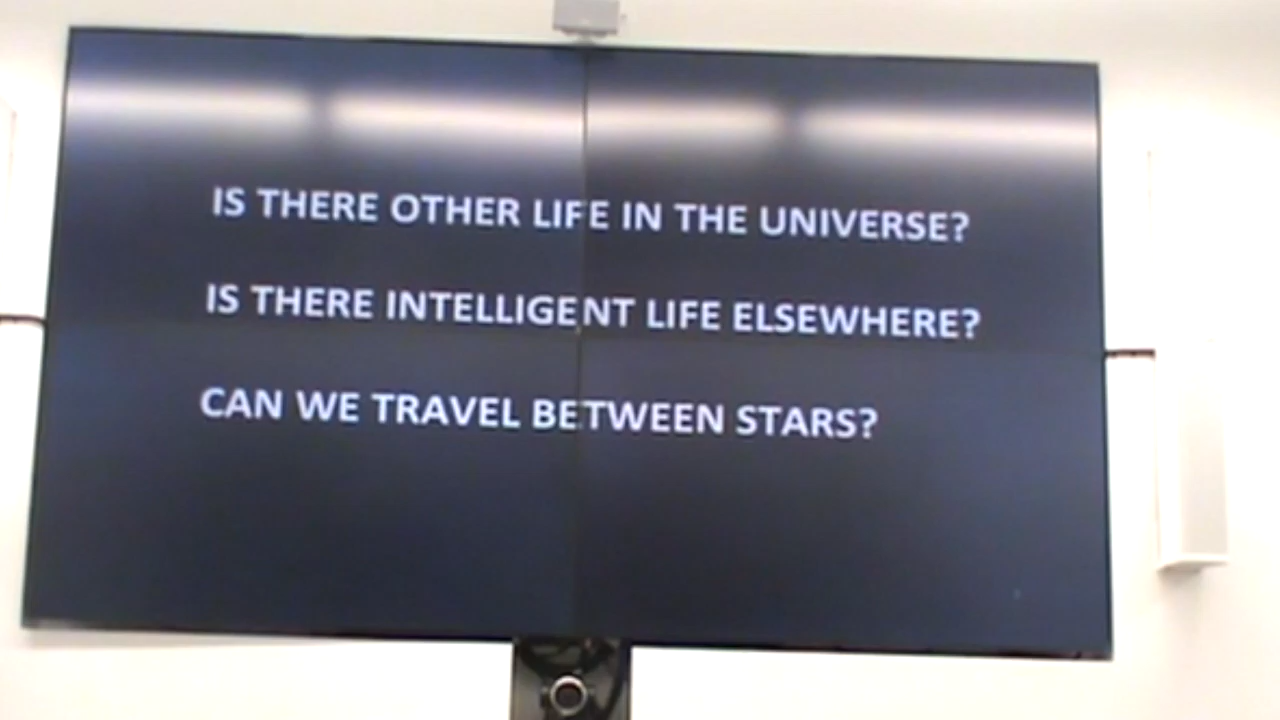 IS THERE OTHER LIFE IN THE UNIVERSE?
IS THERE INTELLIGENT LIFE ELSEWHERE?
CAN WE TRAVEL BETWEEN STARS?